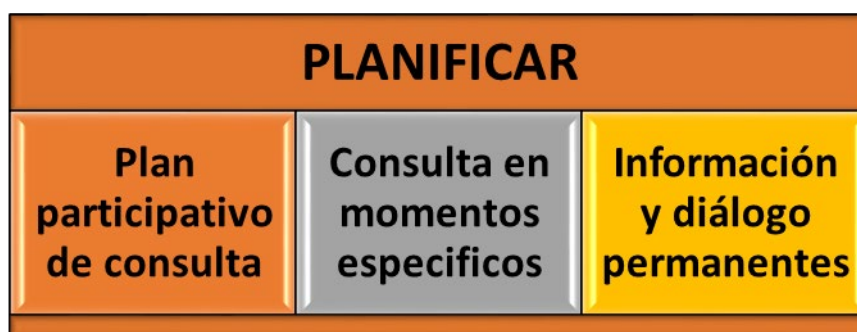 PLANIFICAR
Plan
participativo
de consulta
Consulta en
momentos
especificos
Información
y diálogo
permanentes